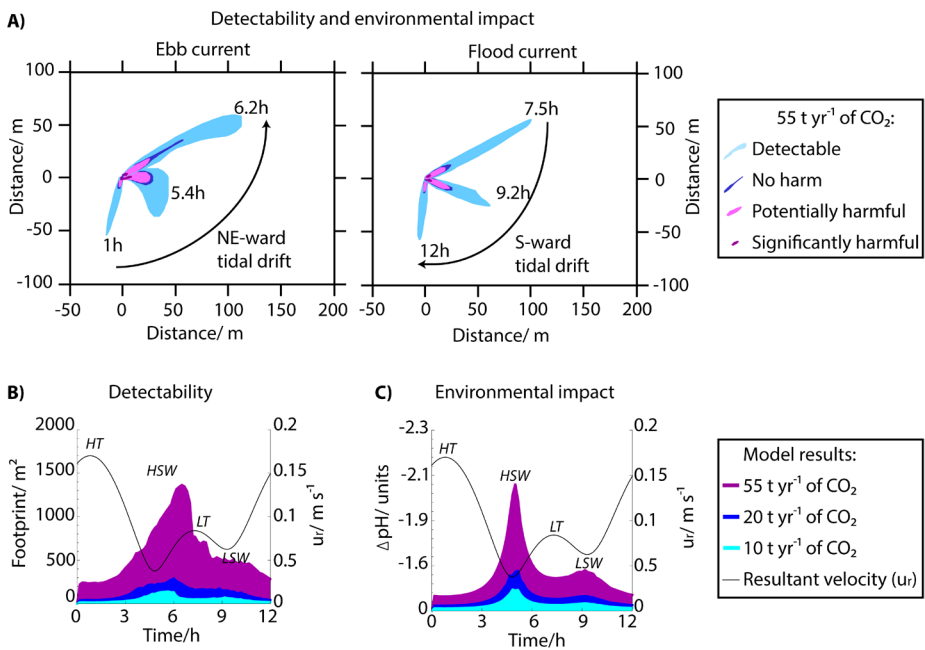 A)
Detectability and environmental impact
Ebb current
Flood current
100
50
0
-50
-100
Distance/ m
6.2h
5.4h
1h
NE-ward
tidal drift
-50
0
50
100
150
200
Distance/ m
7.5h
9.2h
12h
S-ward
tidal drift
0
50
100
150
200
Distance/ m
100
50
0
-50
-100
Distance/ m
55 t yr⁻¹ of CO₂:
Detectable
No harm
Potentially harmful
Significantly harmful
B)
Detectability
2000
1500
1000
500
0
Footprint/ m²
HT
HSW
LT
LSW
0.2
0.15
0.1
0.05
0
uᵣ/ m s⁻¹
0
3
6
9
12
Time/h
C)
Environmental impact
-2.3
-2.1
-1.9
-1.6
0
ΔpH/ units
HT
HSW
LT
LSW
0.2
0.15
0.1
0.5
0
uᵣ/ m s⁻¹
0
3
6
9
12
Time/h
Model results:
55 t yr⁻¹ of CO₂
20 t yr⁻¹ of CO₂
10 t yr⁻¹ of CO₂
Resultant velocity (uᵣ)